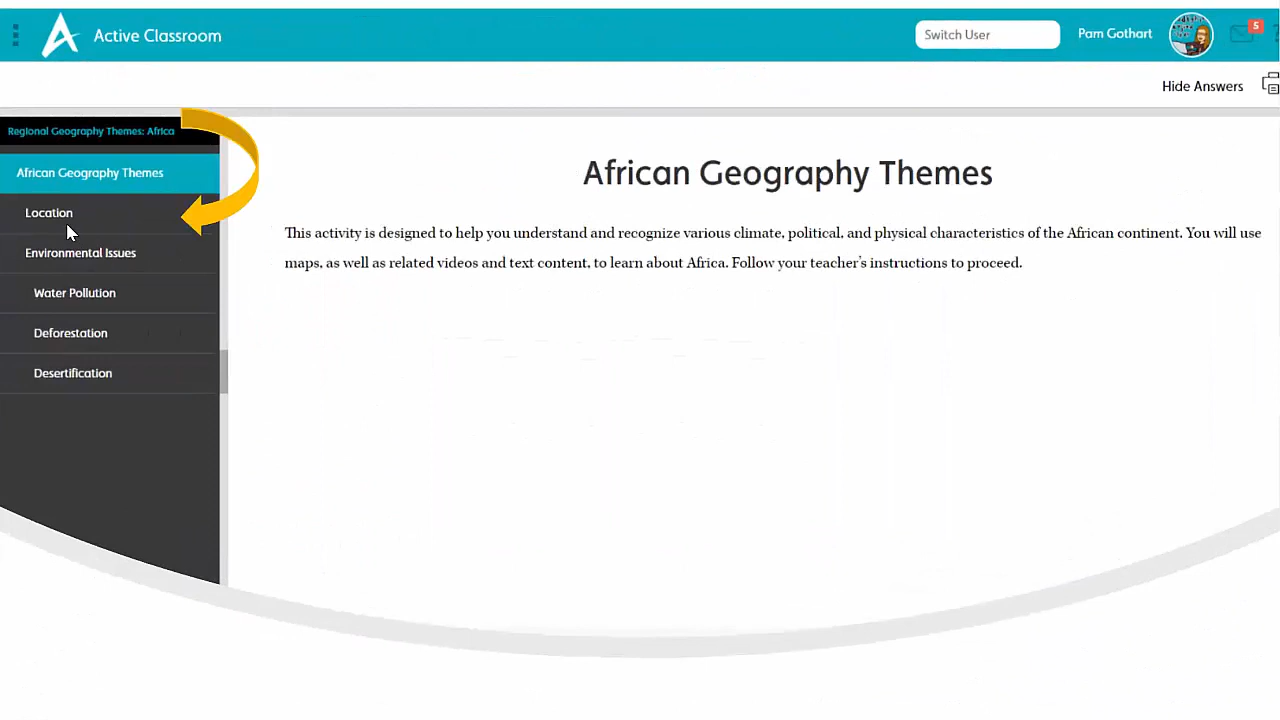 Active Classroom
Switch User
Pam Gothart
5
Hide Answers
Regional Geography Themes: Africa
African Geography Themes
Location
Environmental Issues
Water Pollution
Deforestation
Desertification
African Geography Themes
This activity is designed to help you understand and recognize various climate, political, and physical characteristics of the African continent. You will use
maps, as well as related videos and text content, to learn about Africa. Follow your teacher's instructions to proceed.